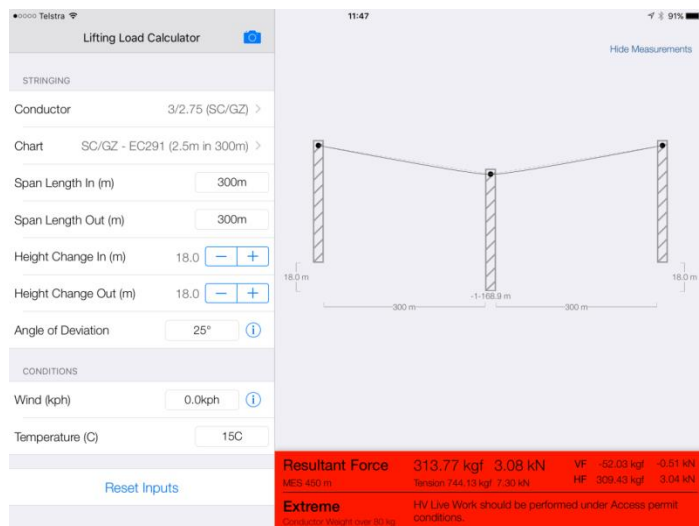 Telstra 11:47 91%
Lifting Load Calculator
Hide Measurements
STRINGING
Conductor 3/2.75 (SC/GZ)
Chart SC/GZ - EC291 (2.5m in 300m)
Span Length In (m) 300m
Span Length Out (m) 300m
Height Change In (m) 18.0 − +
Height Change Out (m) 18.0 − +
Angle of Deviation 25°
CONDITIONS
Wind (kph) 0.0kph
Temperature (C) 15C
Reset Inputs
18.0 m 18.0 m
-1-168.9 m
300 m 300 m
Resultant Force 313.77 kgf 3.08 kN VF -52.03 kgf -0.51 kN
MES 450 m Tension 744.13 kgf 7.30 kN HF 309.43 kgf 3.04 kN
Extreme HV Live Work should be performed under Access permit
Conductor Weight over 80 kg conditions.